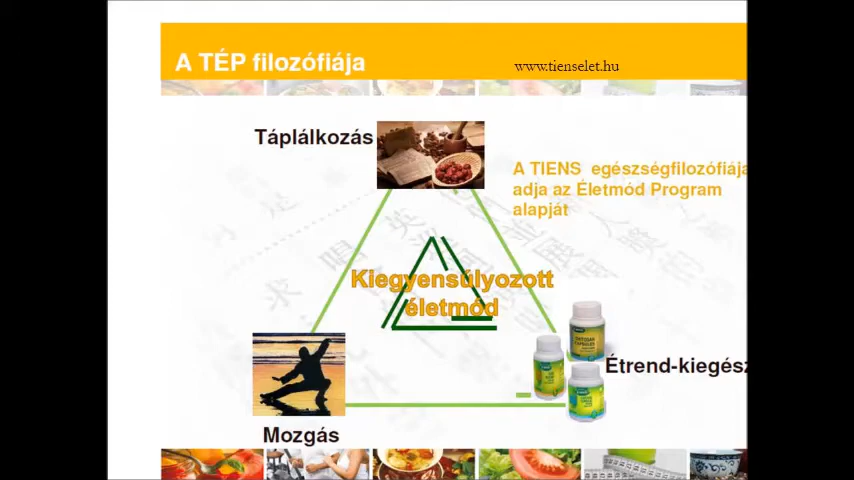 A TÉP filozófiája
www.tienselet.hu
Táplálkozás
A TIENS egészségfilozófiája
adja az Életmód Program
alapját
Kiegyensúlyozott
életmód
Étrend-kiegész
Mozgás